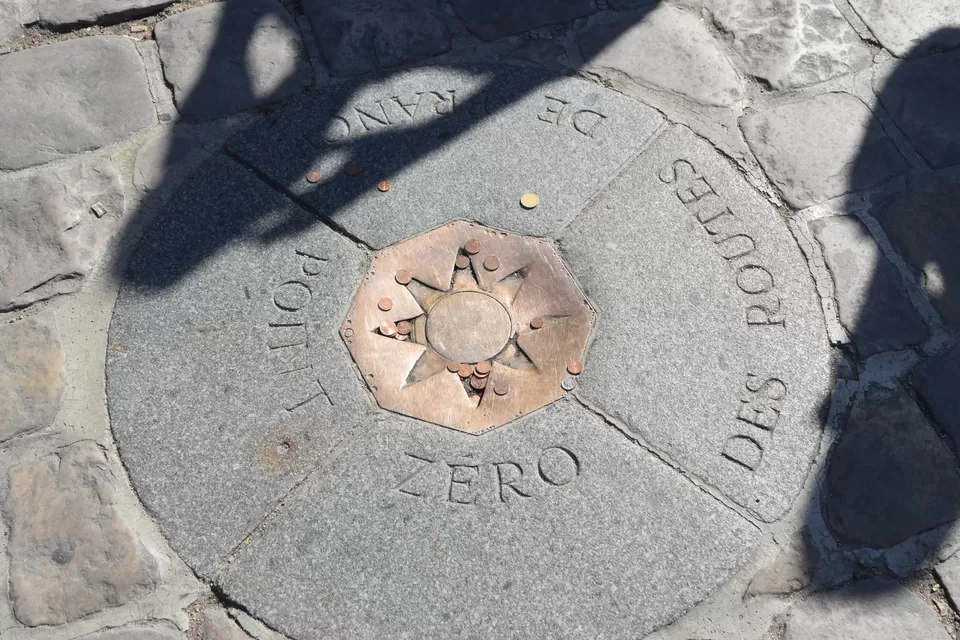 POINT
ZÉRO
DES ROUTES
DE FRANCE